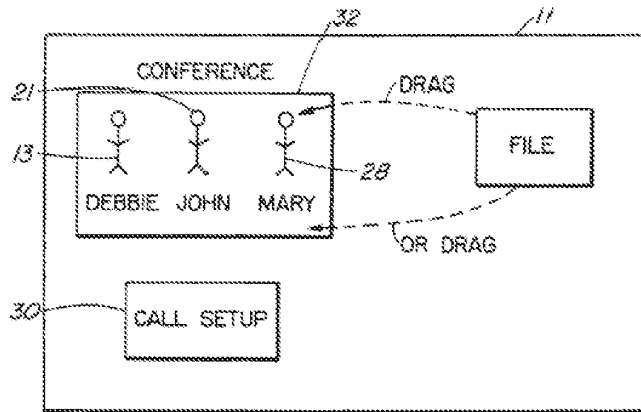 32
11
CONFERENCE
21
DRAG
FILE
13
28
DEBBIE JOHN MARY
OR DRAG
30
CALL SETUP